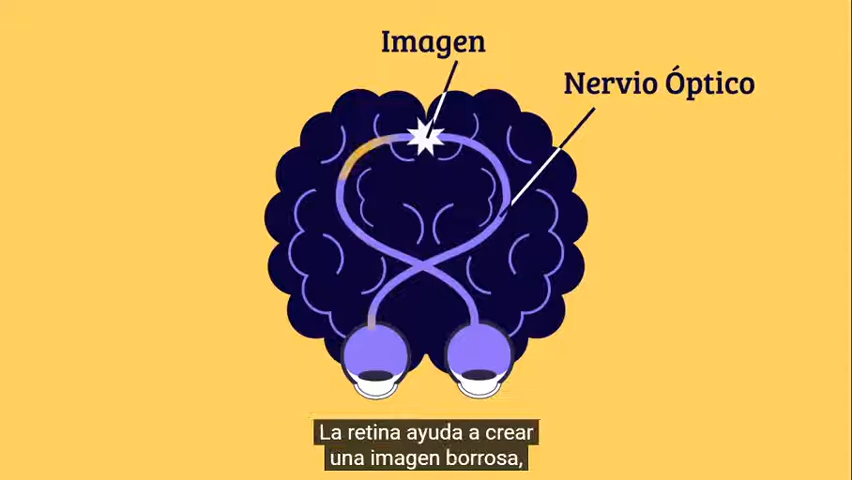 Imagen
Nervio Óptico
La retina ayuda a crear
una imagen borrosa,